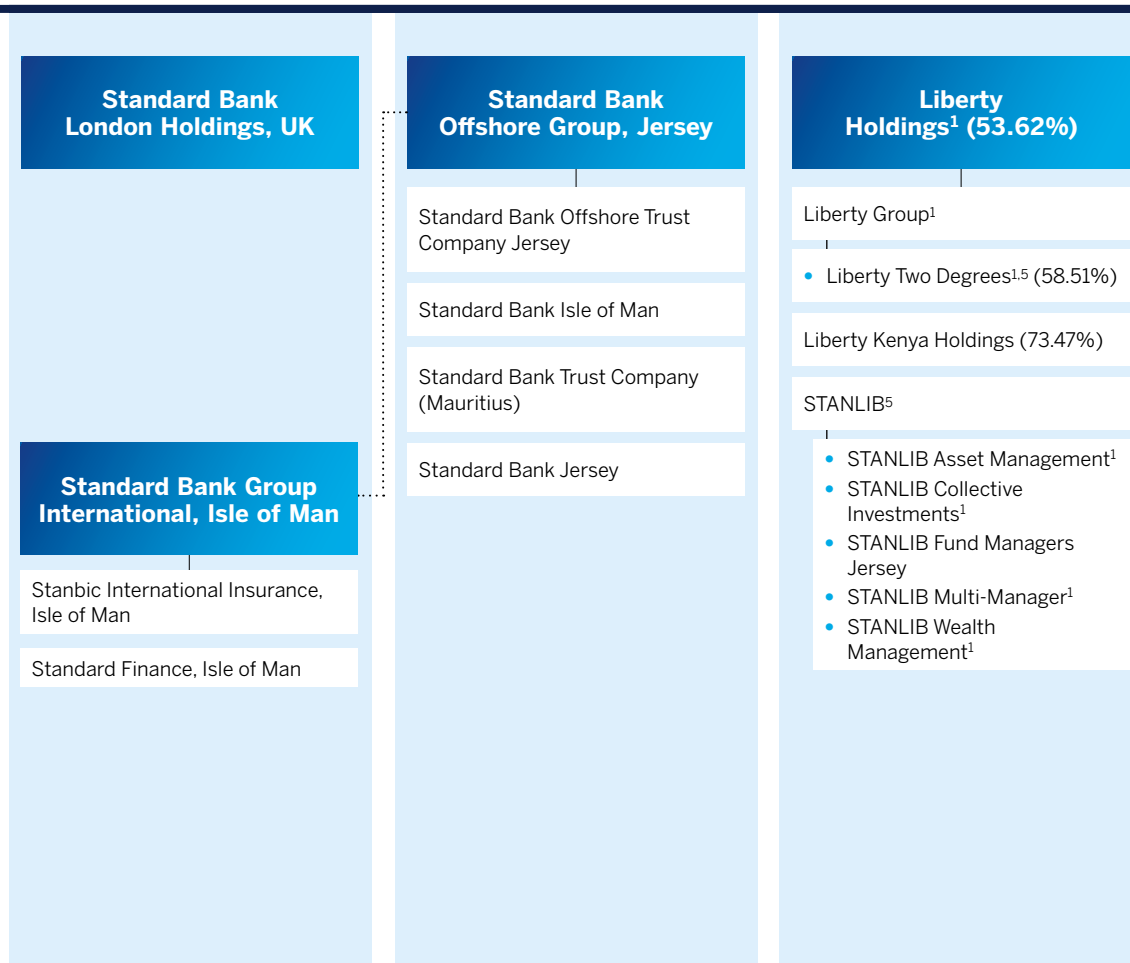 Standard Bank
London Holdings, UK
Standard Bank Group
International, Isle of Man
Stanbic International Insurance,
Isle of Man
Standard Finance, Isle of Man
Standard Bank
Offshore Group, Jersey
Standard Bank Offshore Trust
Company Jersey
Standard Bank Isle of Man
Standard Bank Trust Company
(Mauritius)
Standard Bank Jersey
Liberty
Holdings¹ (53.62%)
Liberty Group¹
• Liberty Two Degrees¹,⁵ (58.51%)
Liberty Kenya Holdings (73.47%)
STANLIB⁵
• STANLIB Asset Management¹
• STANLIB Collective
Investments¹
• STANLIB Fund Managers
Jersey
• STANLIB Multi-Manager¹
• STANLIB Wealth
Management¹